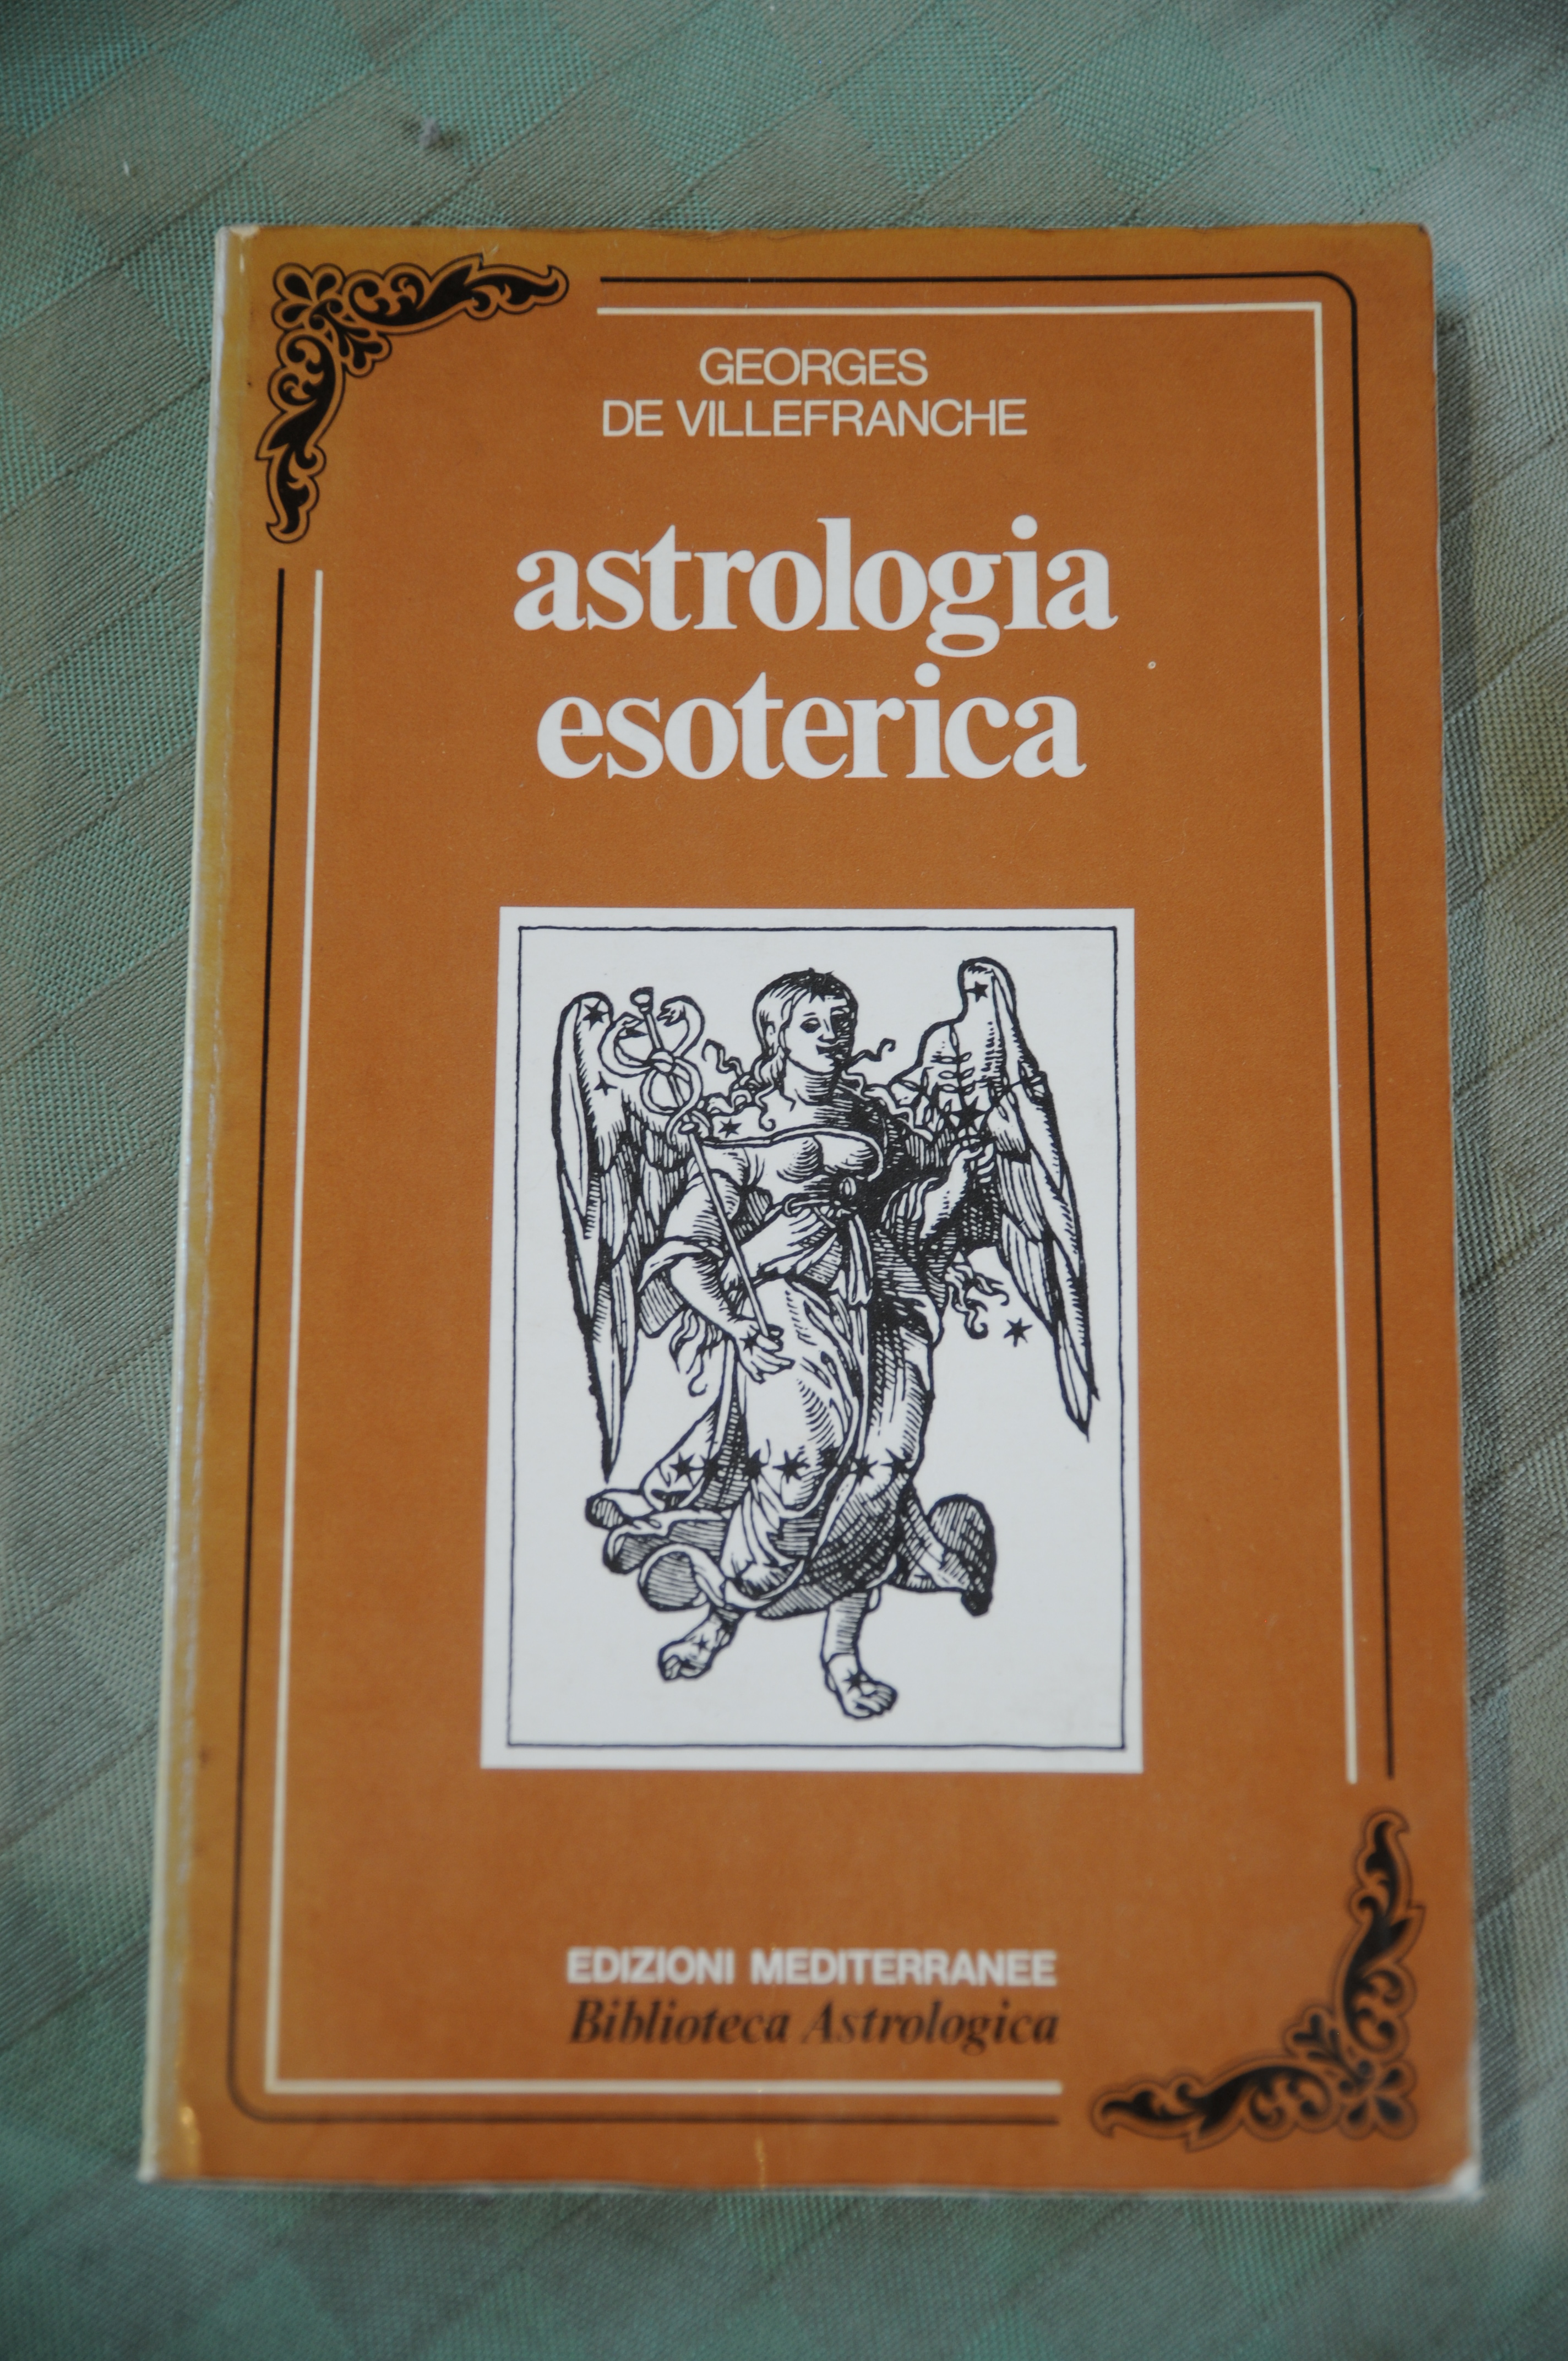 GEORGES
DE VILLEFRANCHE
astrologia
esoterica
EDIZIONI MEDITERRANEE
Biblioteca Astrologica